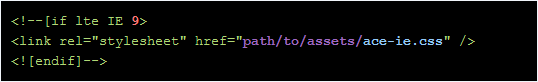 <!--[if lte IE 9>
<link rel="stylesheet" href="path/to/assets/ace-ie.css" />
<![endif]-->